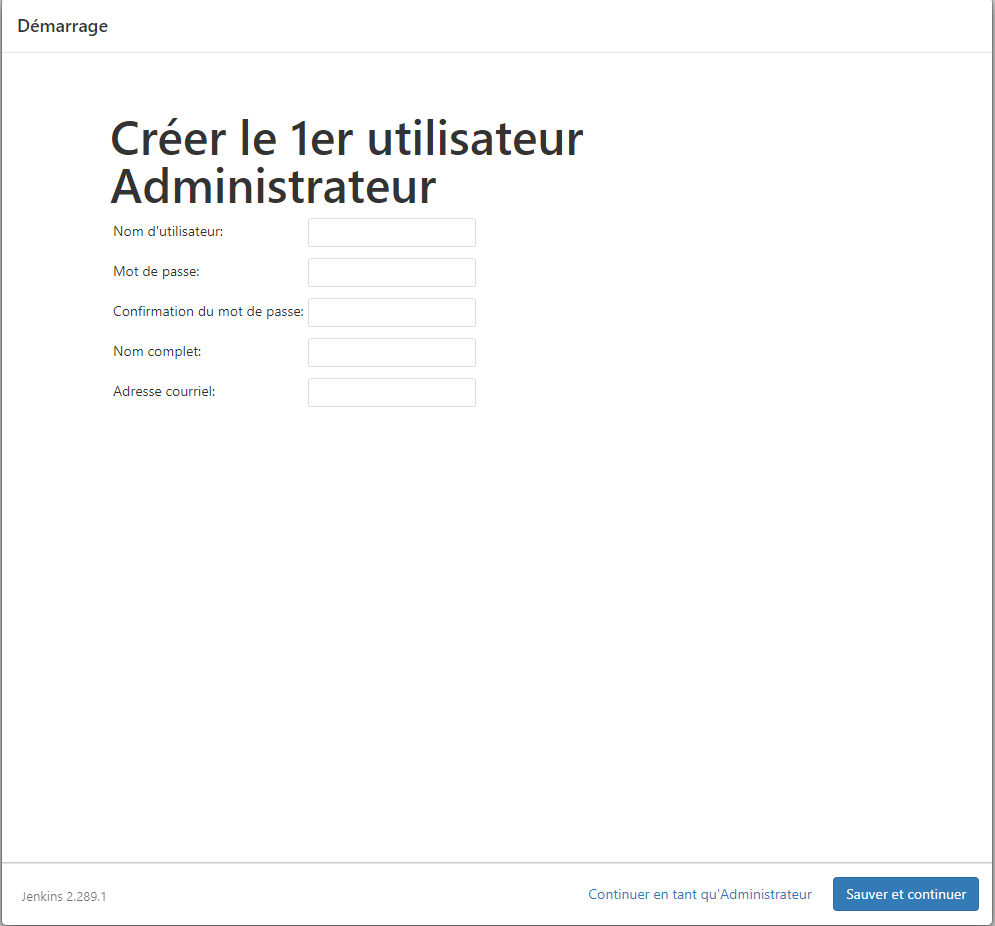 Démarrage
Créer le 1er utilisateur
Administrateur
Nom d'utilisateur:
Mot de passe:
Confirmation du mot de passe:
Nom complet:
Adresse courriel:
Jenkins 2.289.1
Continuer en tant qu'Administrateur
Sauver et continuer